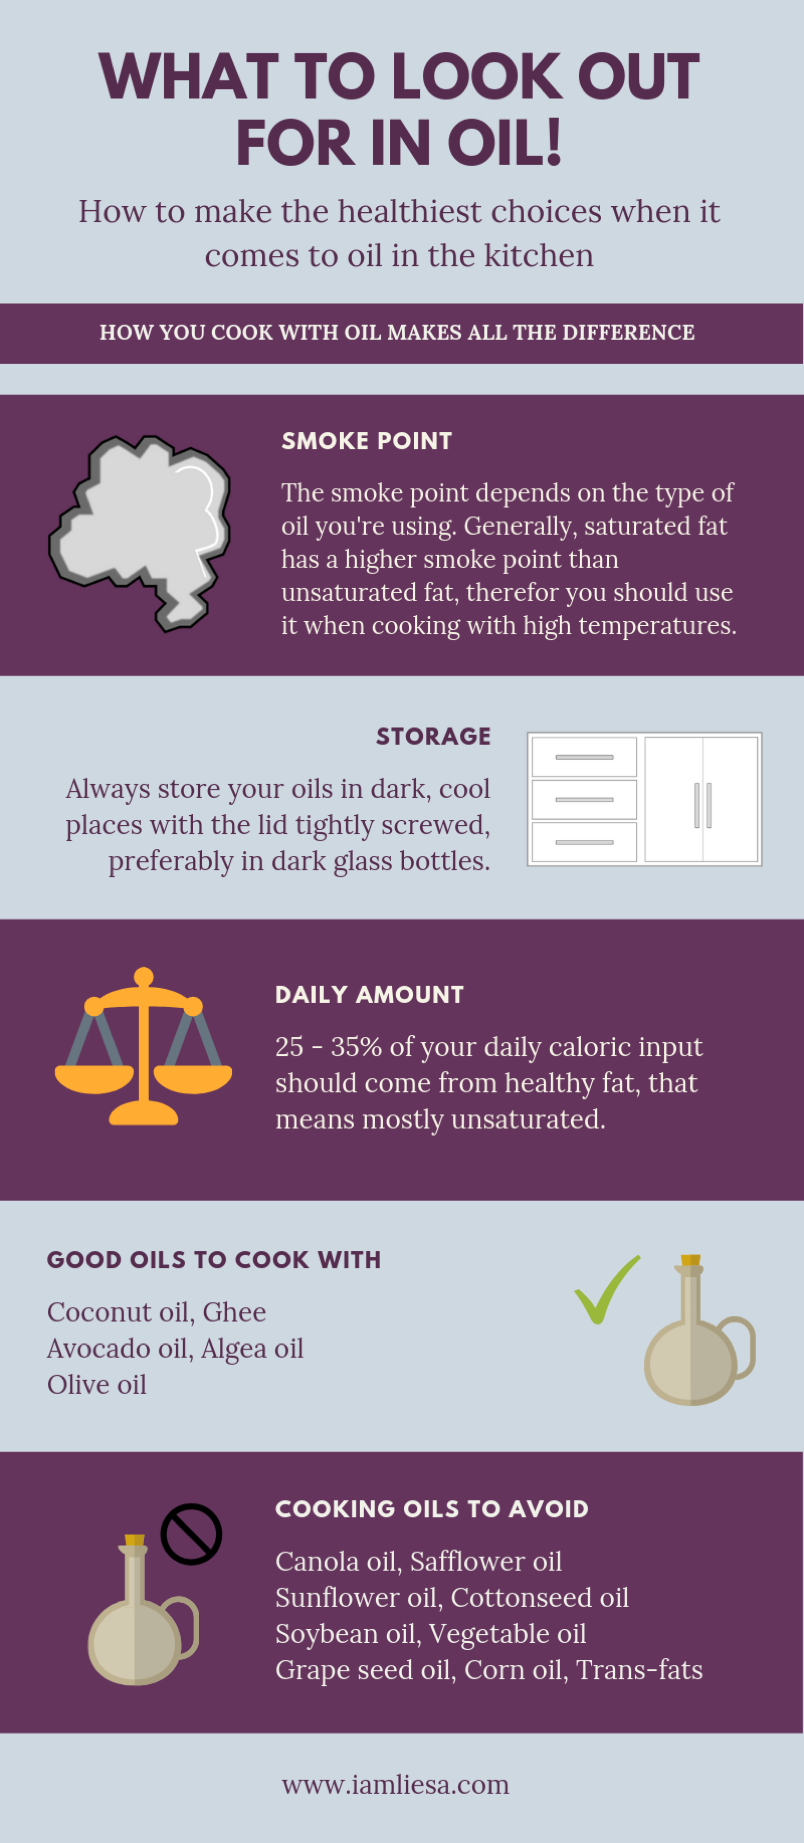 WHAT TO LOOK OUT
FOR IN OIL!
How to make the healthiest choices when it
comes to oil in the kitchen
HOW YOU COOK WITH OIL MAKES ALL THE DIFFERENCE
SMOKE POINT
The smoke point depends on the type of
oil you're using. Generally, saturated fat
has a higher smoke point than
unsaturated fat, therefor you should use
it when cooking with high temperatures.
STORAGE
Always store your oils in dark, cool
places with the lid tightly screwed,
preferably in dark glass bottles.
DAILY AMOUNT
25 - 35% of your daily caloric input
should come from healthy fat, that
means mostly unsaturated.
GOOD OILS TO COOK WITH
Coconut oil, Ghee
Avocado oil, Algea oil
Olive oil
COOKING OILS TO AVOID
Canola oil, Safflower oil
Sunflower oil, Cottonseed oil
Soybean oil, Vegetable oil
Grape seed oil, Corn oil, Trans-fats
www.iamliesa.com